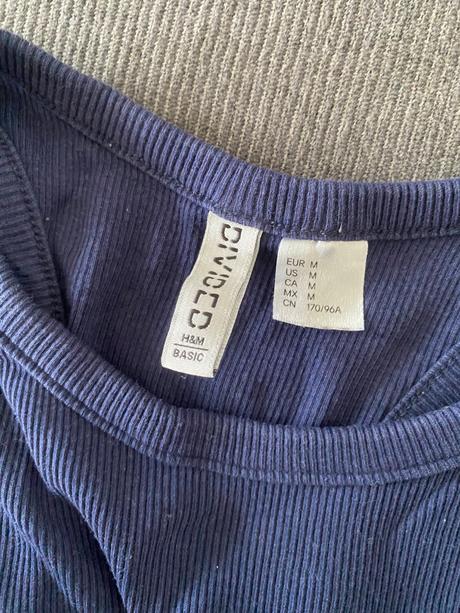 DIVIDED
H&M
BASIC
EUR M
US M
CA M
MX M
CN 170/96A